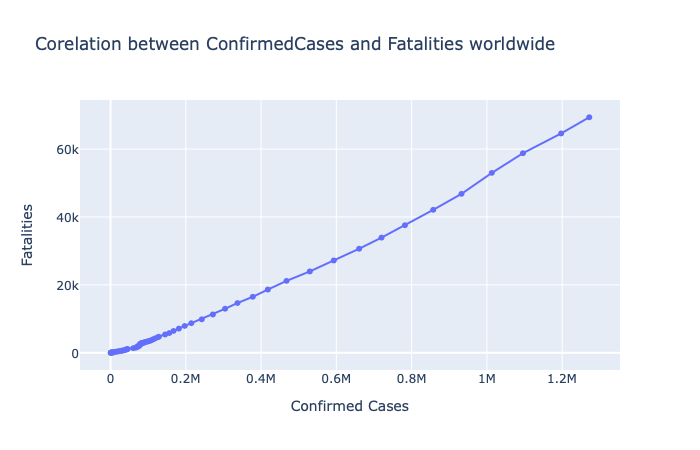 Corelation between ConfirmedCases and Fatalities worldwide
60k
40k
20k
0
Fatalities
0 0.2M 0.4M 0.6M 0.8M 1M 1.2M
Confirmed Cases